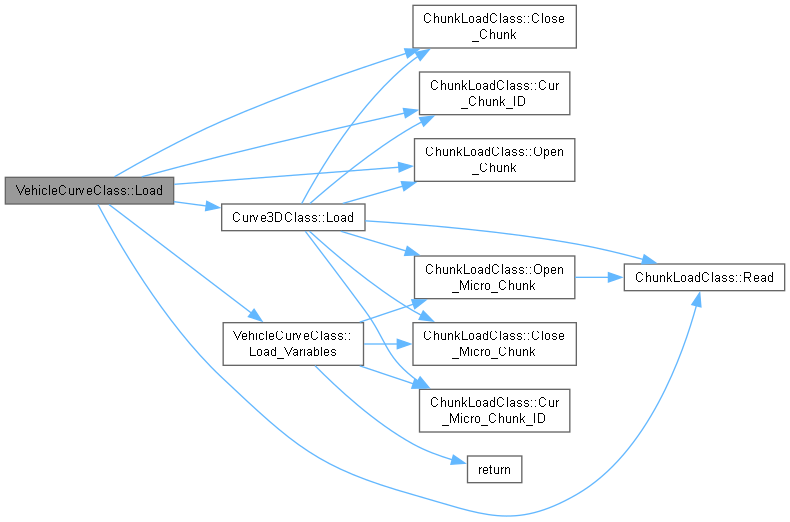 ChunkLoadClass::Close
_Chunk
ChunkLoadClass::Cur
_Chunk_ID
ChunkLoadClass::Open
_Chunk
VehicleCurveClass::Load
Curve3DClass::Load
ChunkLoadClass::Open
_Micro_Chunk
ChunkLoadClass::Read
VehicleCurveClass::
Load_Variables
ChunkLoadClass::Close
_Micro_Chunk
ChunkLoadClass::Cur
_Micro_Chunk_ID
return